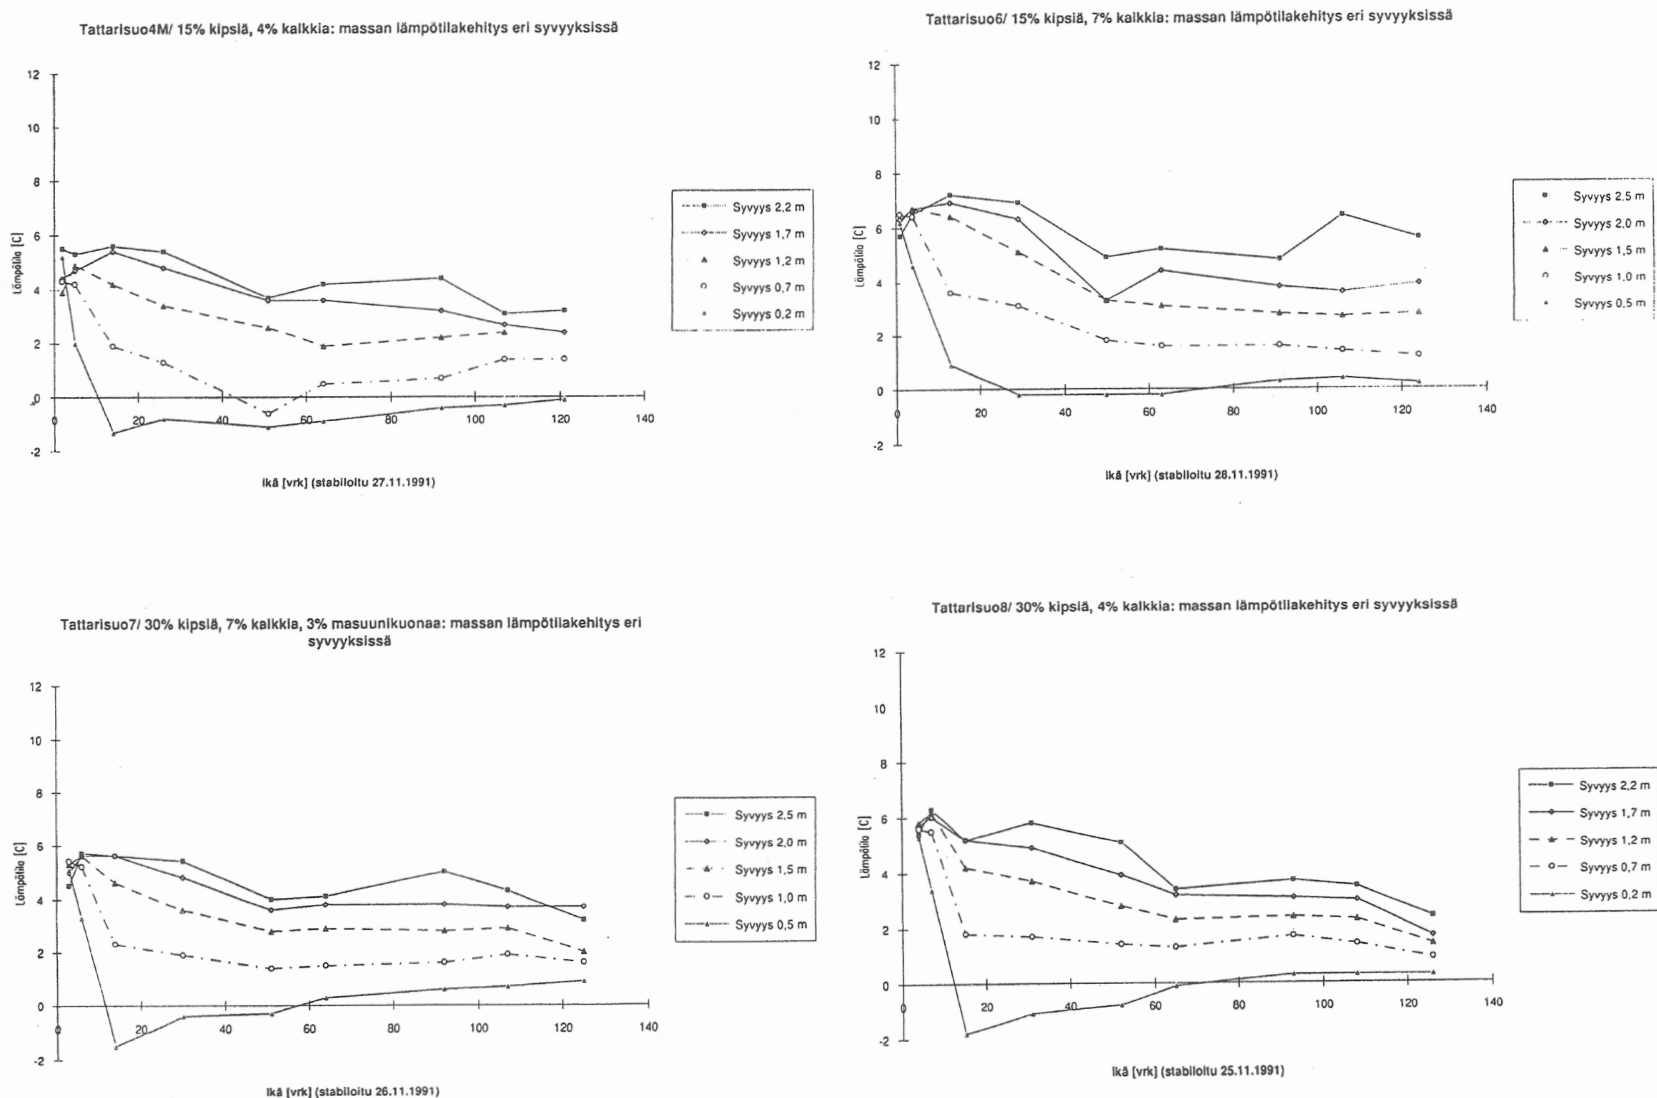 Tattarisuo4M/ 15% kipsiä, 4% kalkkia: massan lämpötilakehitys eri syvyyksissä
12
10
8
6
4
2
0
-2
Lämpötila [C]
0
20
40
60
80
100
120
140
Ikä [vrk] (stabiloitu 27.11.1991)
Syvyys 2,2 m
Syvyys 1,7 m
Syvyys 1,2 m
Syvyys 0,7 m
Syvyys 0,2 m
Tattarisuo6/ 15% kipsiä, 7% kalkkia: massan lämpötilakehitys eri syvyyksissä
12
10
8
6
4
2
0
-2
Lämpötila [C]
0
20
40
60
80
100
120
140
Ikä [vrk] (stabiloitu 28.11.1991)
Syvyys 2,5 m
Syvyys 2,0 m
Syvyys 1,5 m
Syvyys 1,0 m
Syvyys 0,5 m
Tattarisuo7/ 30% kipsiä, 7% kalkkia, 3% masuunikuonaa: massan lämpötilakehitys eri
syvyyksissä
12
10
8
6
4
2
0
-2
Lämpötila [C]
0
20
40
60
80
100
120
140
Ikä [vrk] (stabiloitu 26.11.1991)
Syvyys 2,5 m
Syvyys 2,0 m
Syvyys 1,5 m
Syvyys 1,0 m
Syvyys 0,5 m
Tattarisuo8/ 30% kipsiä, 4% kalkkia: massan lämpötilakehitys eri syvyyksissä
12
10
8
6
4
2
0
-2
Lämpötila [C]
0
20
40
60
80
100
120
140
Ikä [vrk] (stabiloitu 25.11.1991)
Syvyys 2,2 m
Syvyys 1,7 m
Syvyys 1,2 m
Syvyys 0,7 m
Syvyys 0,2 m